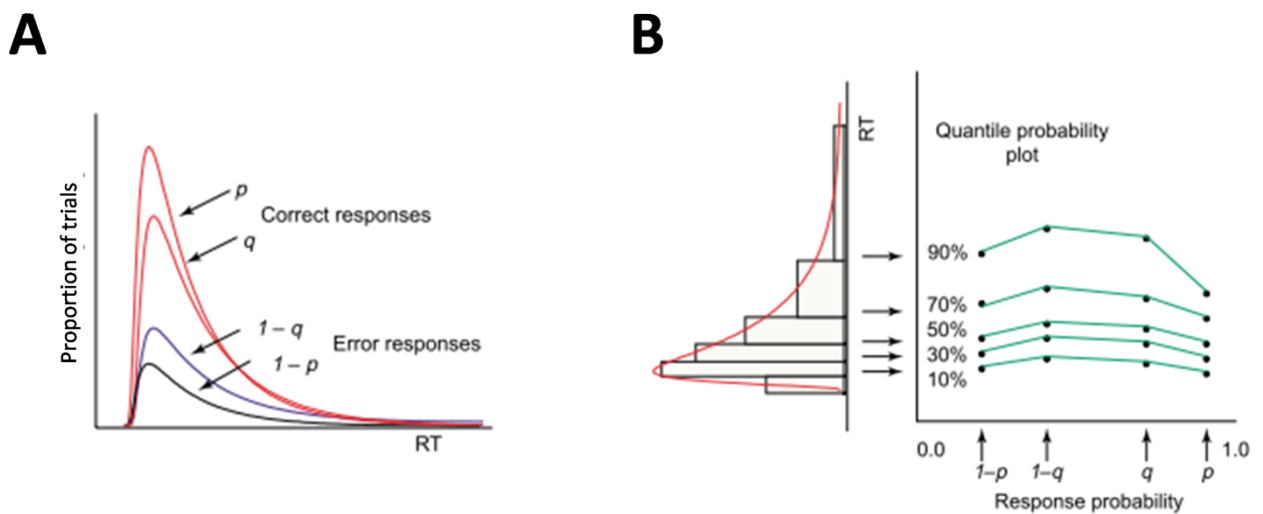 A
Proportion of trials
p
Correct responses
q
1 – q
Error responses
1 – p
RT
B
RT
Quantile probability
plot
90%
70%
50%
30%
10%
0.0
1.0
1–p
1–q
q
p
Response probability